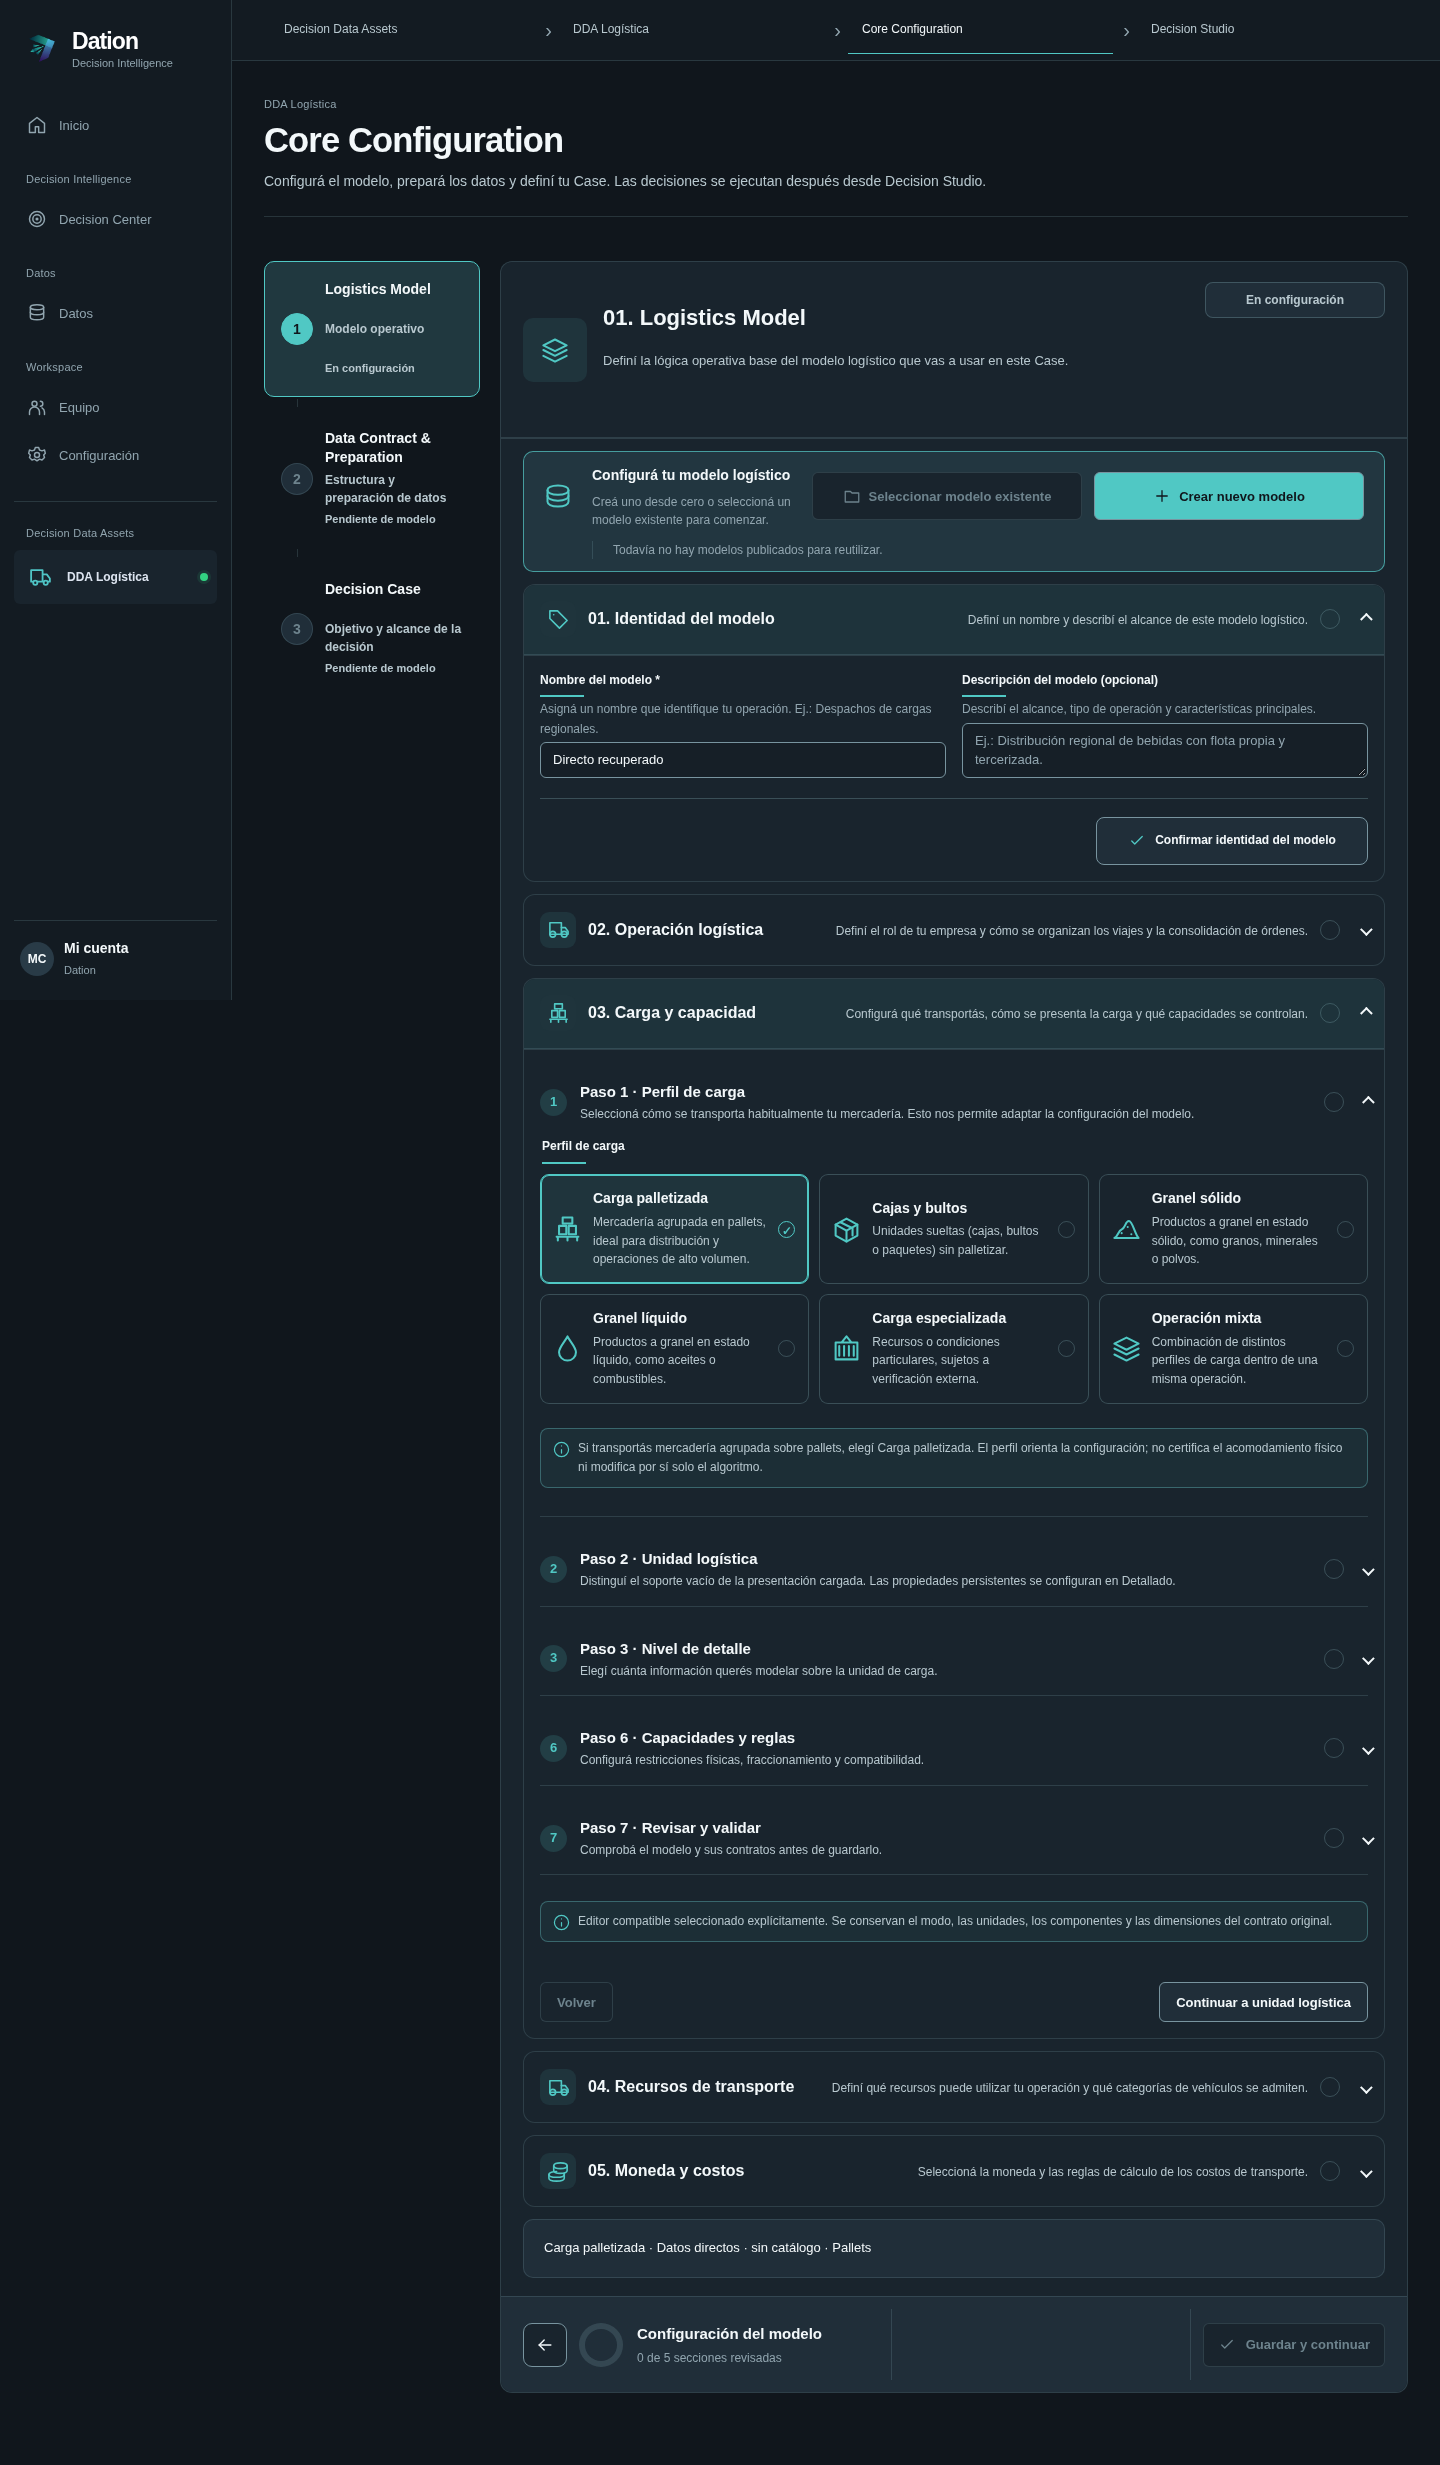 Dation
Decision Intelligence
Inicio
Decision Intelligence
Decision Center
Datos
Datos
Workspace
Equipo
Configuración
Decision Data Assets
DDA Logística
MC
Mi cuenta
Dation
Decision Data Assets
DDA Logística
Core Configuration
Decision Studio
DDA Logística
Core Configuration
Configurá el modelo, prepará los datos y definí tu Case. Las decisiones se ejecutan después desde Decision Studio.
Logistics Model
1
Modelo operativo
En configuración
Data Contract &
Preparation
2
Estructura y
preparación de datos
Pendiente de modelo
Decision Case
3
Objetivo y alcance de la
decisión
Pendiente de modelo
En configuración
01. Logistics Model
Definí la lógica operativa base del modelo logístico que vas a usar en este Case.
Configurá tu modelo logístico
Creá uno desde cero o seleccioná un
modelo existente para comenzar.
Seleccionar modelo existente
Crear nuevo modelo
Todavía no hay modelos publicados para reutilizar.
01. Identidad del modelo
Definí un nombre y describí el alcance de este modelo logístico.
Nombre del modelo *
Asigná un nombre que identifique tu operación. Ej.: Despachos de cargas
regionales.
Directo recuperado
Descripción del modelo (opcional)
Describí el alcance, tipo de operación y características principales.
Ej.: Distribución regional de bebidas con flota propia y
tercerizada.
Confirmar identidad del modelo
02. Operación logística
Definí el rol de tu empresa y cómo se organizan los viajes y la consolidación de órdenes.
03. Carga y capacidad
Configurá qué transportás, cómo se presenta la carga y qué capacidades se controlan.
1
Paso 1 · Perfil de carga
Seleccioná cómo se transporta habitualmente tu mercadería. Esto nos permite adaptar la configuración del modelo.
Perfil de carga
Carga palletizada
Mercadería agrupada en pallets,
ideal para distribución y
operaciones de alto volumen.
Cajas y bultos
Unidades sueltas (cajas, bultos
o paquetes) sin palletizar.
Granel sólido
Productos a granel en estado
sólido, como granos, minerales
o polvos.
Granel líquido
Productos a granel en estado
líquido, como aceites o
combustibles.
Carga especializada
Recursos o condiciones
particulares, sujetos a
verificación externa.
Operación mixta
Combinación de distintos
perfiles de carga dentro de una
misma operación.
Si transportás mercadería agrupada sobre pallets, elegí Carga palletizada. El perfil orienta la configuración; no certifica el acomodamiento físico
ni modifica por sí solo el algoritmo.
2
Paso 2 · Unidad logística
Distinguí el soporte vacío de la presentación cargada. Las propiedades persistentes se configuran en Detallado.
3
Paso 3 · Nivel de detalle
Elegí cuánta información querés modelar sobre la unidad de carga.
6
Paso 6 · Capacidades y reglas
Configurá restricciones físicas, fraccionamiento y compatibilidad.
7
Paso 7 · Revisar y validar
Comprobá el modelo y sus contratos antes de guardarlo.
Editor compatible seleccionado explícitamente. Se conservan el modo, las unidades, los componentes y las dimensiones del contrato original.
Volver
Continuar a unidad logística
04. Recursos de transporte
Definí qué recursos puede utilizar tu operación y qué categorías de vehículos se admiten.
05. Moneda y costos
Seleccioná la moneda y las reglas de cálculo de los costos de transporte.
Carga palletizada · Datos directos · sin catálogo · Pallets
Configuración del modelo
0 de 5 secciones revisadas
Guardar y continuar